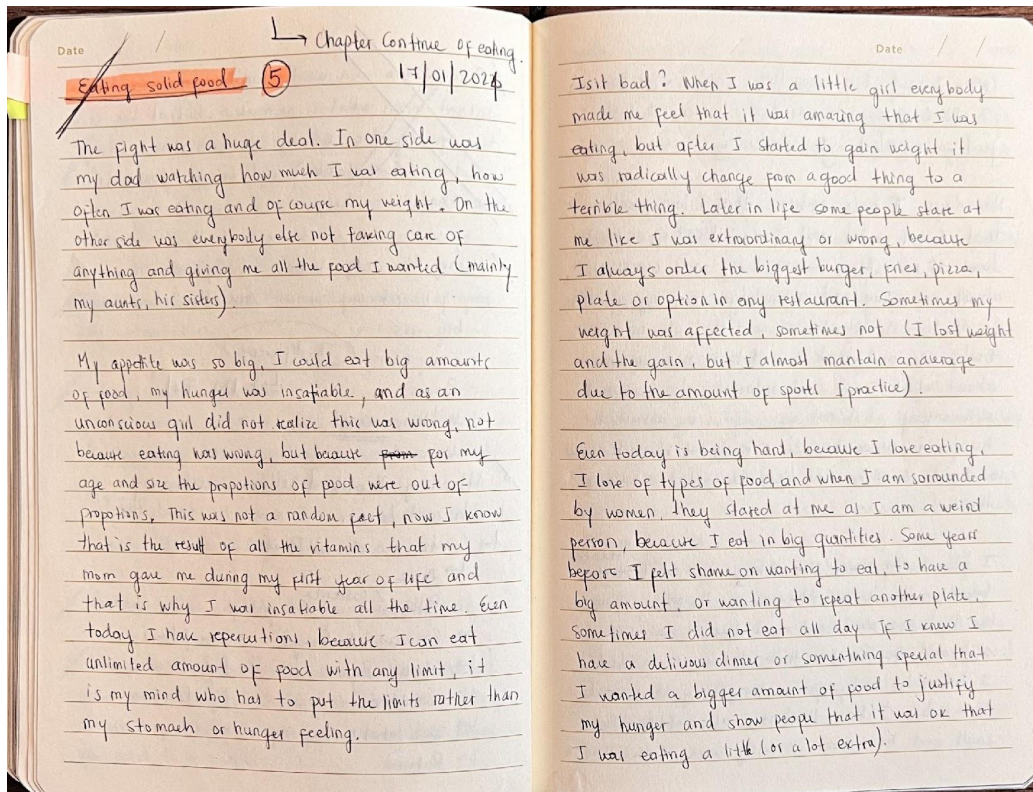 Chapter Continue of eating.
Date / /
Eating solid food 5 17/01/2024
The fight was a huge deal. In one side was
my dad watching how much I was eating, how
often I was eating and of course my weight. On the
other side was everybody else not taking care of
anything and giving me all the food I wanted (mainly
my aunts, his sisters).
My appetite was so big, I could eat big amounts
of food, my hunger was insatiable, and as an
unconscious girl did not realize this was wrong, not
because eating was wrong, but because from for my
age and size the propotions of food were out of
propotions. This was not a random fact, now I know
that is the result of all the vitamins that my
mom gave me during my first year of life and
that is why I was insatiable all the time. Even
today I have repercutions, because I can eat
unlimited amount of food with any limit, it
is my mind who has to put the limits rather than
my stomach or hunger feeling.
Date / /
Isit bad? When I was a little girl everybody
made me feel that it was amazing that I was
eating, but after I started to gain weight it
was radically change from a good thing to a
terrible thing. Later in life some people stare at
me like I was extraordinary or wrong, because
I always order the biggest burger, fries, pizza,
plate or option in any restaurant. Sometimes my
weight was affected, sometimes not (I lost weight
and the gain, but I almost mantain an average
due to the amount of sports I practice).
Even today is being hard, because I love eating,
I love of types of food, and when I am sorrounded
by women, they stared at me as I am a weird
person, because I eat in big quantities. Some years
before I felt shame on wanting to eat, to have a
big amount, or wanting to repeat another plate.
Sometimes I did not eat all day if I knew I
have a delivous dinner or somenthing special that
I wanted a bigger amount of food to justify
my hunger and show people that it was ok that
I was eating a little (or a lot extra).